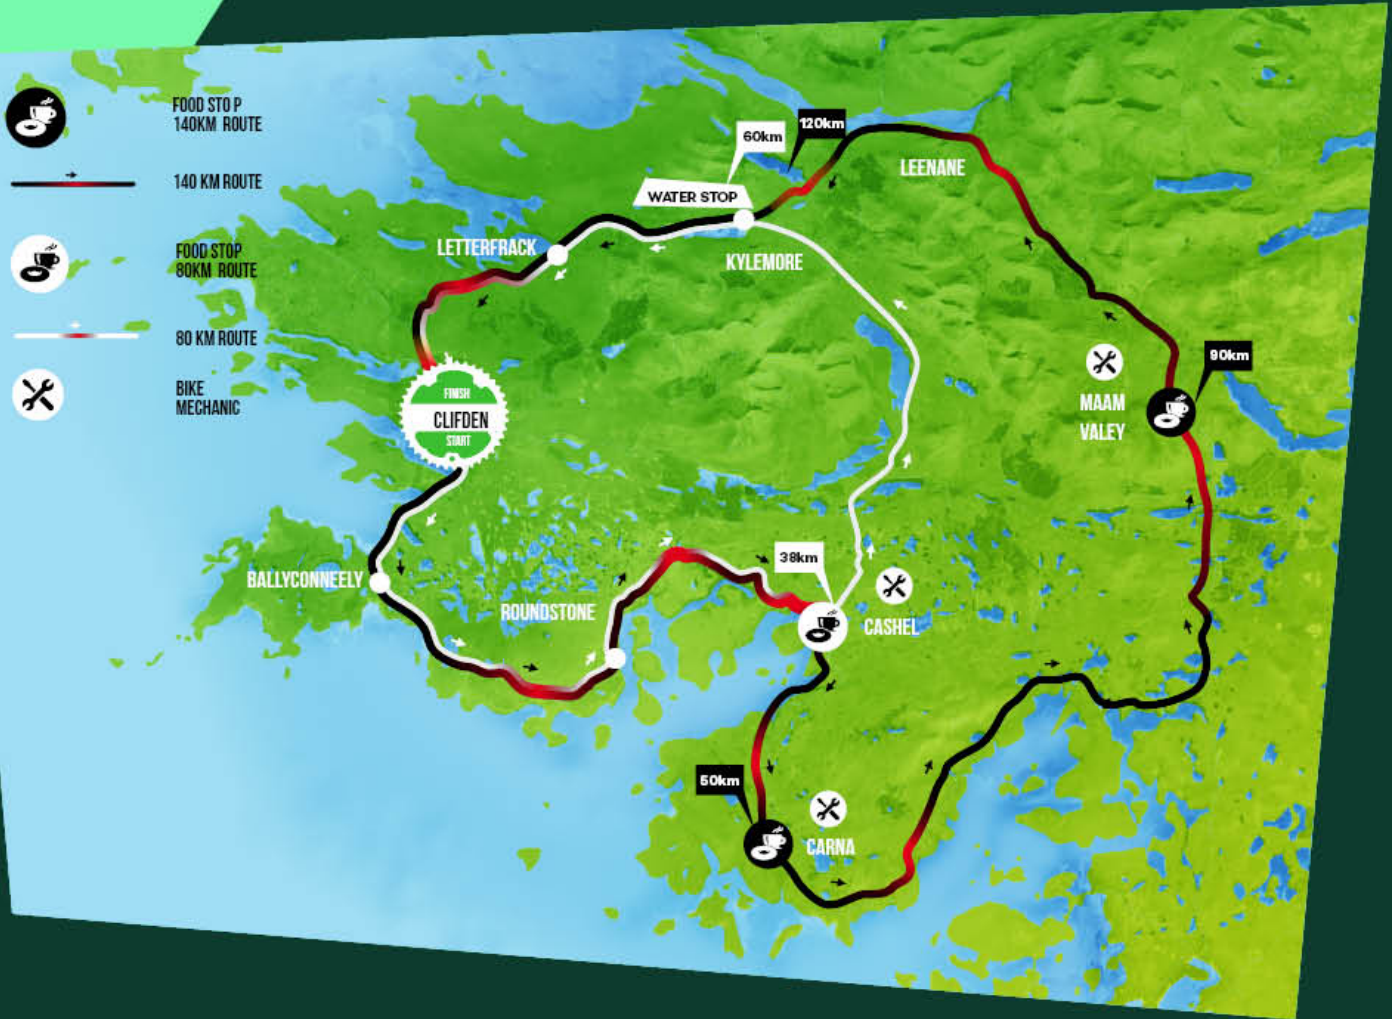 FOOD STO P
140KM ROUTE
140 KM ROUTE
FOOD STOP
80KM ROUTE
80 KM ROUTE
BIKE
MECHANIC
60km
120km
WATER STOP
LEENANE
LETTERFRACK
KYLEMORE
90km
MAAM
VALEY
FINISH
CLIFDEN
START
BALLYCONNEELY
ROUNDSTONE
38km
CASHEL
50km
CARNA